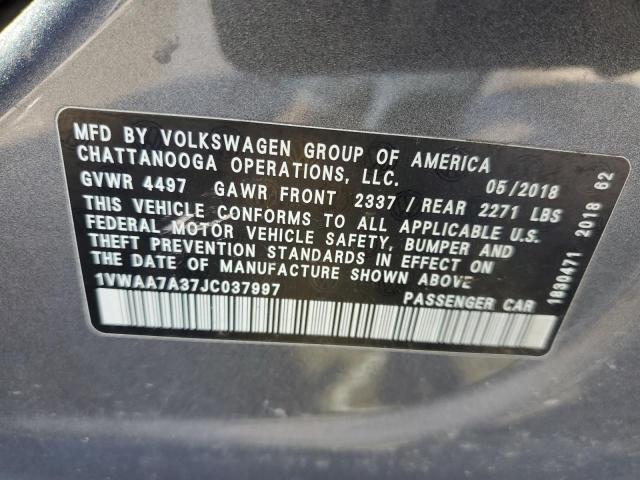 MFD BY VOLKSWAGEN GROUP OF AMERICA
CHATTANOOGA OPERATIONS, LLC. 05/2018
GVWR 4497 GAWR FRONT 2337 / REAR 2271 LBS
THIS VEHICLE CONFORMS TO ALL APPLICABLE U.S.
FEDERAL MOTOR VEHICLE SAFETY, BUMPER AND
THEFT PREVENTION STANDARDS IN EFFECT ON
THE DATE OF MANUFACTURE SHOWN ABOVE
1VWAA7A37JC037997 PASSENGER CAR
1830471 2018 62